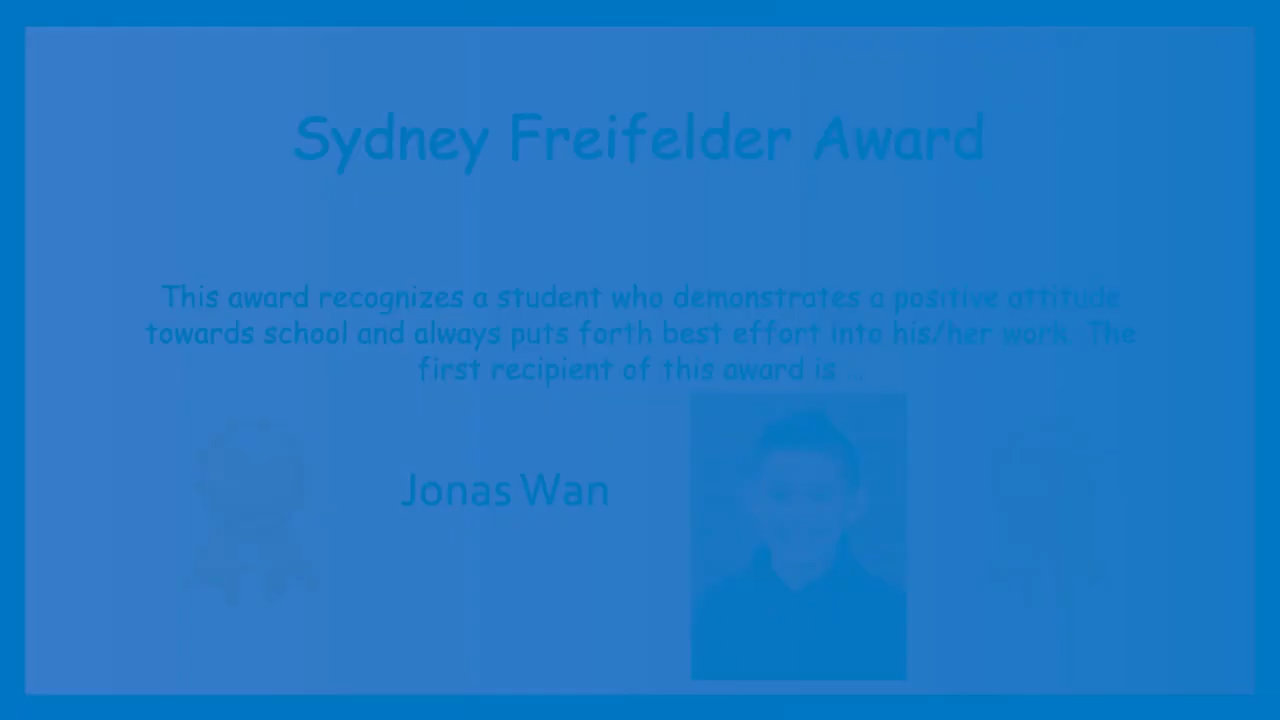 Sydney Freifelder Award
This award recognizes a student who demonstrates a positive attitude
towards school and always puts forth best effort into his/her work. The
first recipient of this award is ...
Jonas Wan